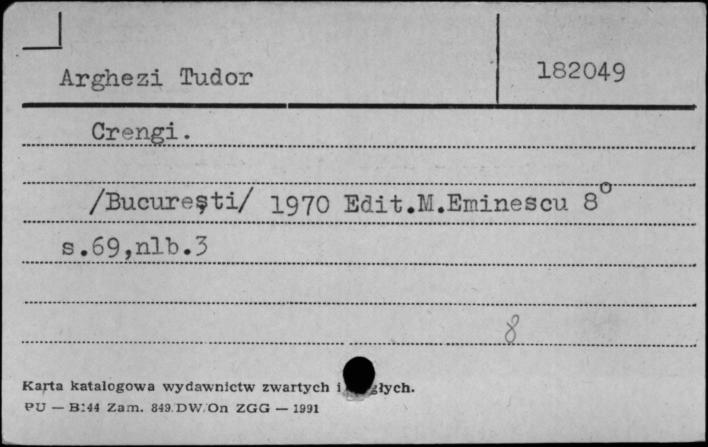 Arghezi Tudor
182049
Crengi.
/Bucureşti/ 1970 Edit.M.Eminescu 8°
s.69,nlb.3
8
Karta katalogowa wydawnictw zwartych i
PU — B:44 Zam. 849.DW.On ZGG — 1991